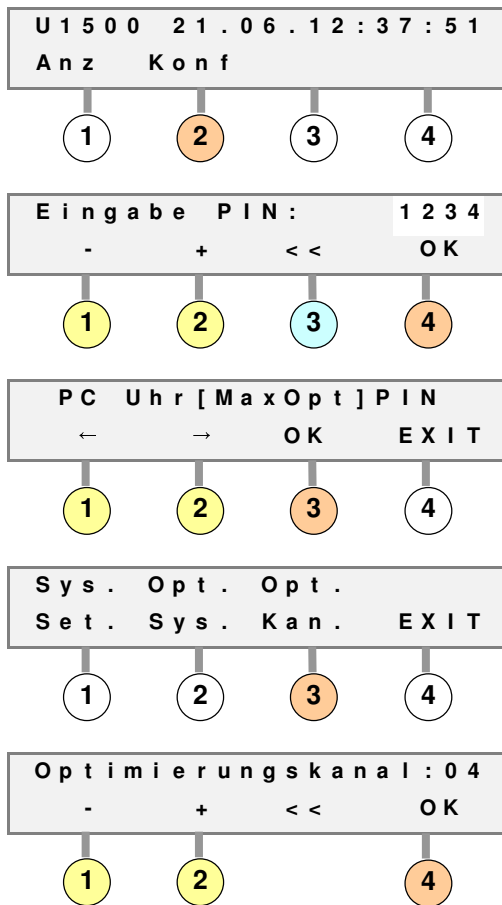 U1500 21.06.12:37:51
Anz Konf
1 2 3 4
Eingabe PIN: 1234
- + << OK
1 2 3 4
PC Uhr[MaxOpt]PIN
← → OK EXIT
1 2 3 4
Sys. Opt. Opt.
Set. Sys. Kan. EXIT
1 2 3 4
Optimierungskanal:04
- + << OK
1 2 4